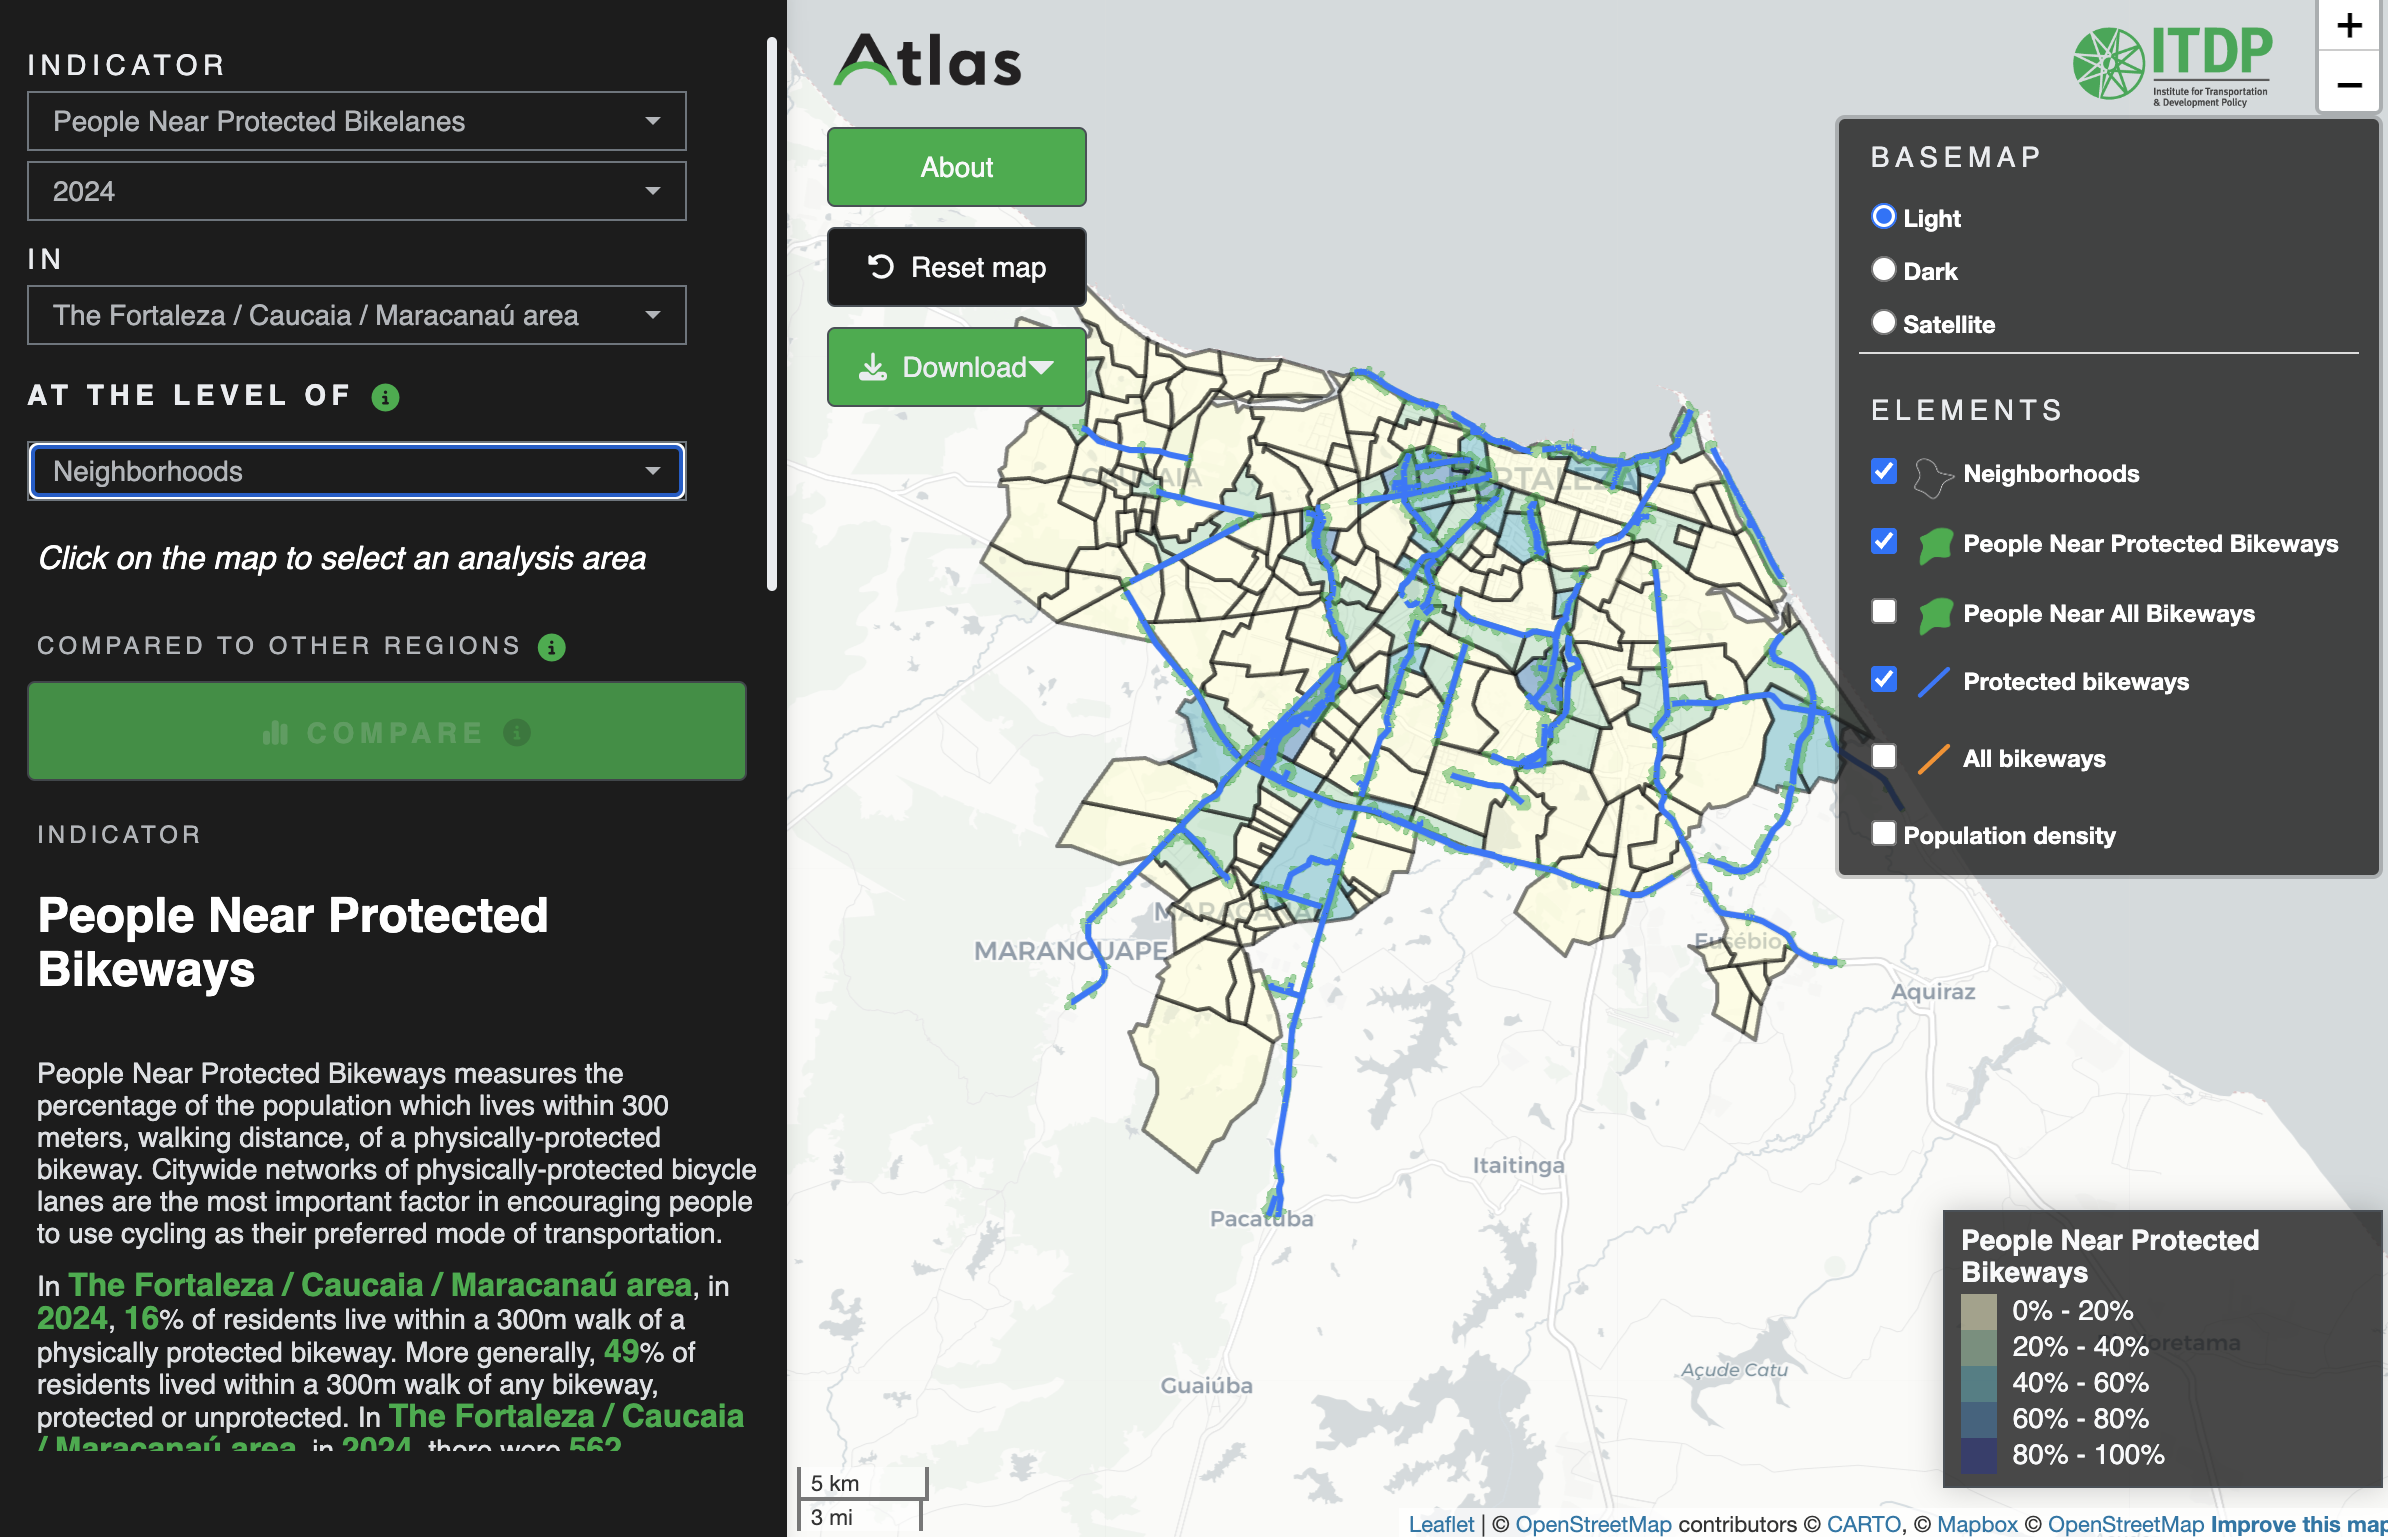 INDICATOR
People Near Protected Bikelanes
2024
IN
The Fortaleza / Caucaia / Maracanaú area
AT THE LEVEL OF
Neighborhoods
Click on the map to select an analysis area
COMPARED TO OTHER REGIONS
COMPARE
INDICATOR
People Near Protected
Bikeways
People Near Protected Bikeways measures the
percentage of the population which lives within 300
meters, walking distance, of a physically-protected
bikeway. Citywide networks of physically-protected bicycle
lanes are the most important factor in encouraging people
to use cycling as their preferred mode of transportation.
In The Fortaleza / Caucaia / Maracanaú area, in
2024, 16% of residents live within a 300m walk of a
physically protected bikeway. More generally, 49% of
residents lived within a 300m walk of any bikeway,
protected or unprotected. In The Fortaleza / Caucaia
/ Maracanaú area, in 2024, there were 562
Atlas
About
Reset map
Download
ITDP
Institute for Transportation
& Development Policy
+
−
BASEMAP
Light
Dark
Satellite
ELEMENTS
Neighborhoods
People Near Protected Bikeways
People Near All Bikeways
Protected bikeways
All bikeways
Population density
CAUCAIA
FORTALEZA
MARACANAÚ
MARANGUAPE
Eusébio
Aquiraz
Itaitinga
Pacatuba
Guaiúba
Açude Catu
People Near Protected
Bikeways
0% - 20%
20% - 40%
40% - 60%
60% - 80%
80% - 100%
5 km
3 mi
Leaflet | © OpenStreetMap contributors © CARTO, © Mapbox © OpenStreetMap Improve this map